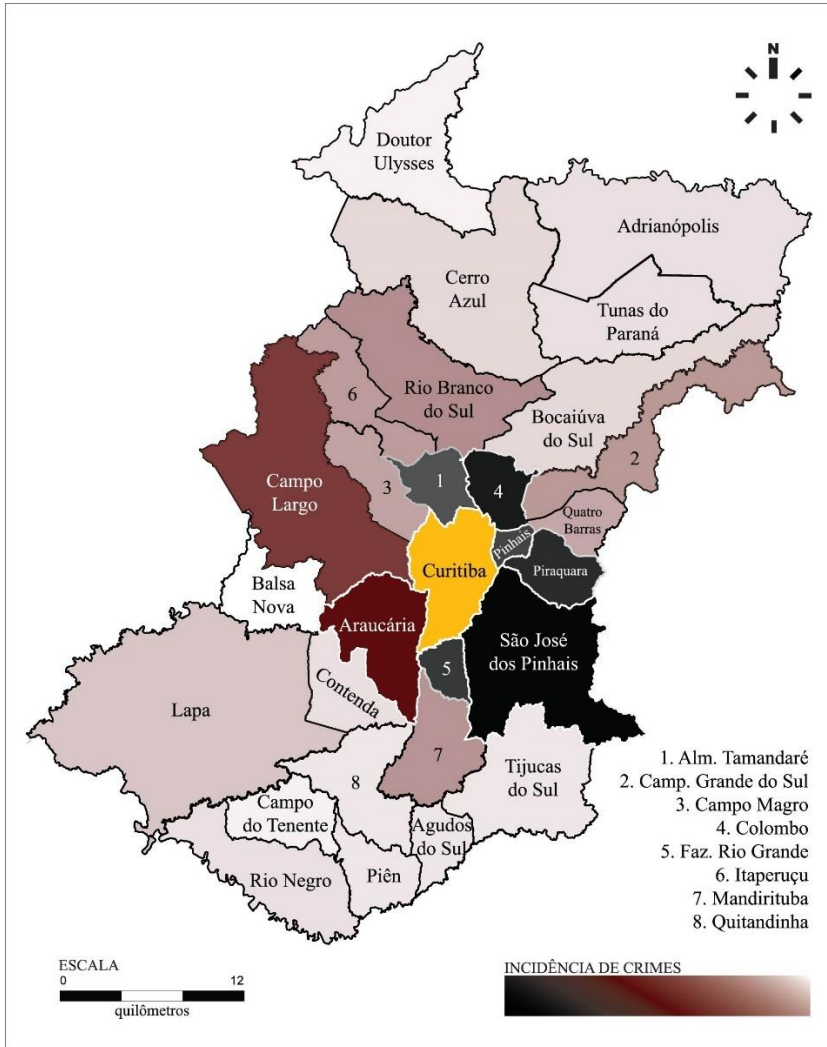 N
Doutor
Ulysses
Adrianópolis
Cerro
Azul
Tunas do
Paraná
Rio Branco
do Sul
6
Bocaiúva
do Sul
2
Campo
Largo
3
1
4
Quatro
Barras
Pinhais
Curitiba
Piraquara
Balsa
Nova
Araucária
São José
dos Pinhais
5
Contenda
Lapa
7
Tijucas
do Sul
8
Campo
do Tenente
Agudos
do Sul
Rio Negro
Piên
1. Alm. Tamandaré
2. Camp. Grande do Sul
3. Campo Magro
4. Colombo
5. Faz. Rio Grande
6. Itaperuçu
7. Mandirituba
8. Quitandinha
ESCALA
0 12
quilômetros
INCIDÊNCIA DE CRIMES